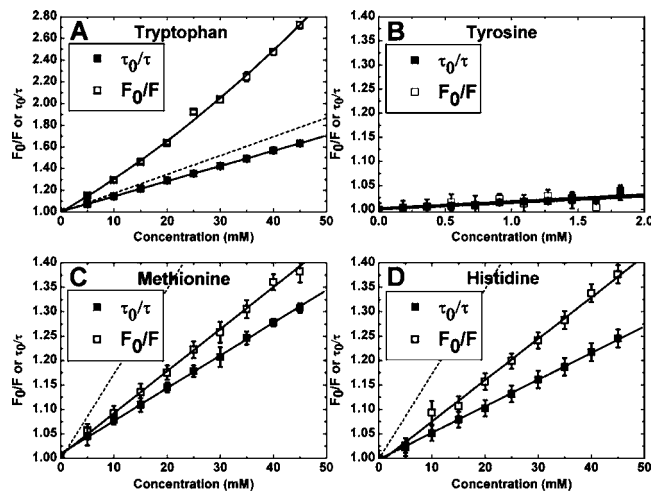 A Tryptophan
τ0/τ
F0/F
F0/F or τ0/τ
2.80
2.40
2.00
1.60
1.40
1.20
1.00
0 10 20 30 40 50
Concentration (mM)
B Tyrosine
τ0/τ
F0/F
F0/F or τ0/τ
1.40
1.35
1.30
1.25
1.20
1.15
1.10
1.05
1.00
0.0 0.5 1.0 1.5 2.0
Concentration (mM)
C Methionine
τ0/τ
F0/F
F0/F or τ0/τ
1.40
1.35
1.30
1.25
1.20
1.15
1.10
1.05
1.00
0 10 20 30 40 50
Concentration (mM)
D Histidine
τ0/τ
F0/F
F0/F or τ0/τ
1.40
1.35
1.30
1.25
1.20
1.15
1.10
1.05
1.00
0 10 20 30 40 50
Concentration (mM)